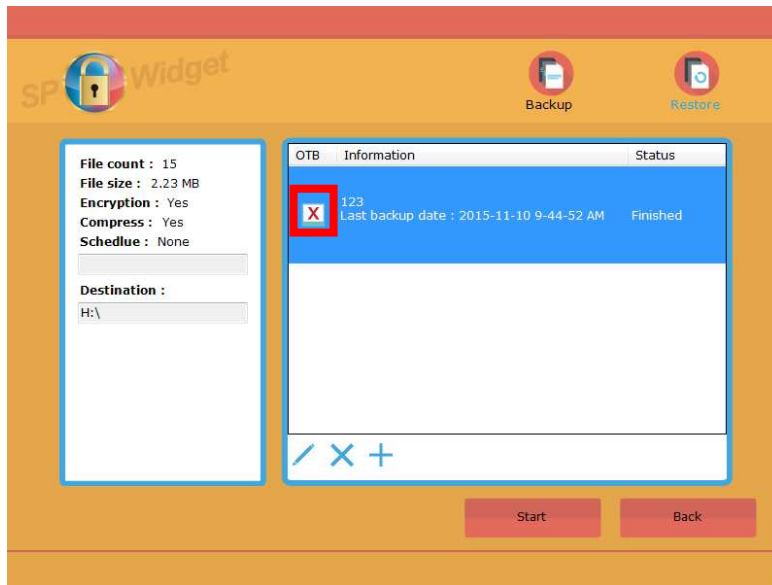 SP Widget
Backup
Restore
File count : 15
File size : 2.23 MB
Encryption : Yes
Compress : Yes
Schedlue : None
Destination :
H:\
OTB Information Status
X
123
Last backup date : 2015-11-10 9-44-52 AM Finished
Start Back